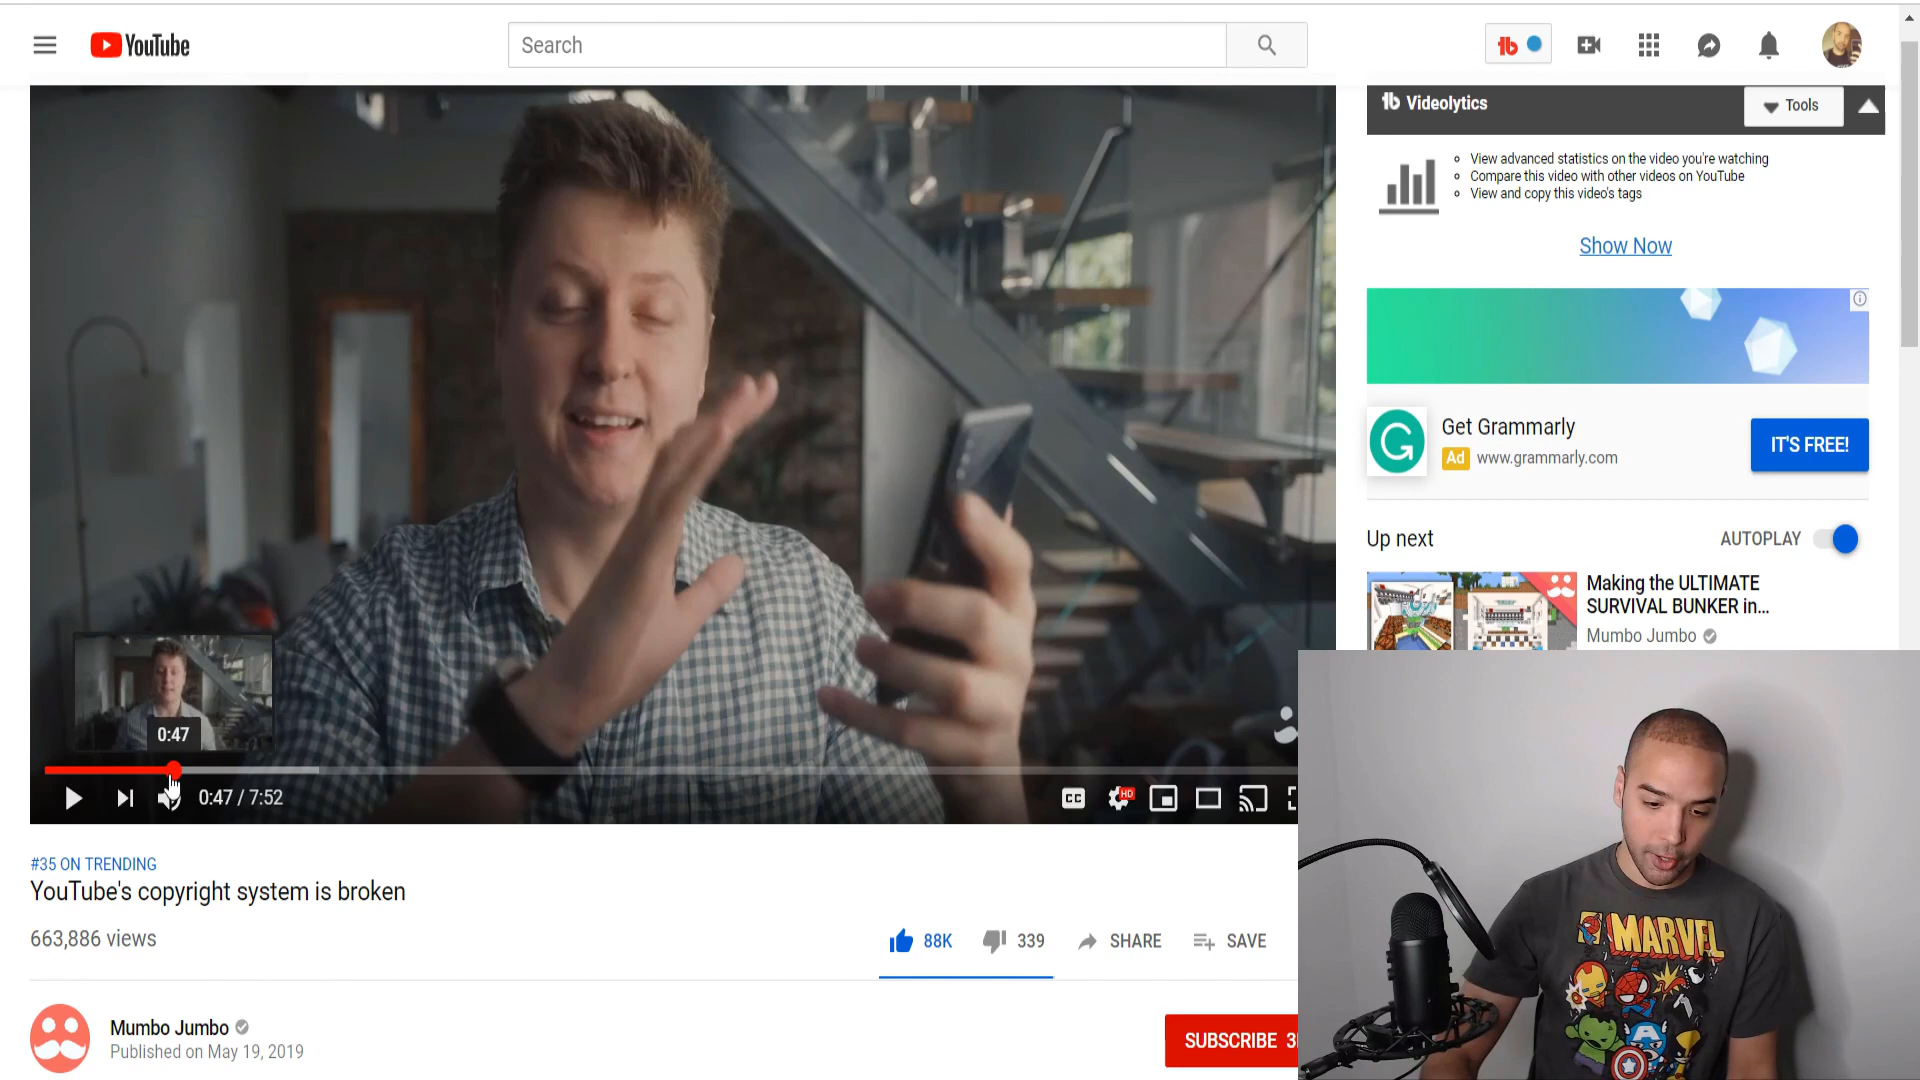 YouTube
Search
Videolytics
Tools
View advanced statistics on the video you're watching
Compare this video with other videos on YouTube
View and copy this video's tags
Show Now
Get Grammarly
Ad www.grammarly.com
IT'S FREE!
Up next
AUTOPLAY
Making the ULTIMATE
SURVIVAL BUNKER in...
Mumbo Jumbo
0:47
0:47 / 7:52
CC
HD
#35 ON TRENDING
YouTube's copyright system is broken
663,886 views
88K
339
SHARE
SAVE
Mumbo Jumbo
Published on May 19, 2019
SUBSCRIBE
MARVEL